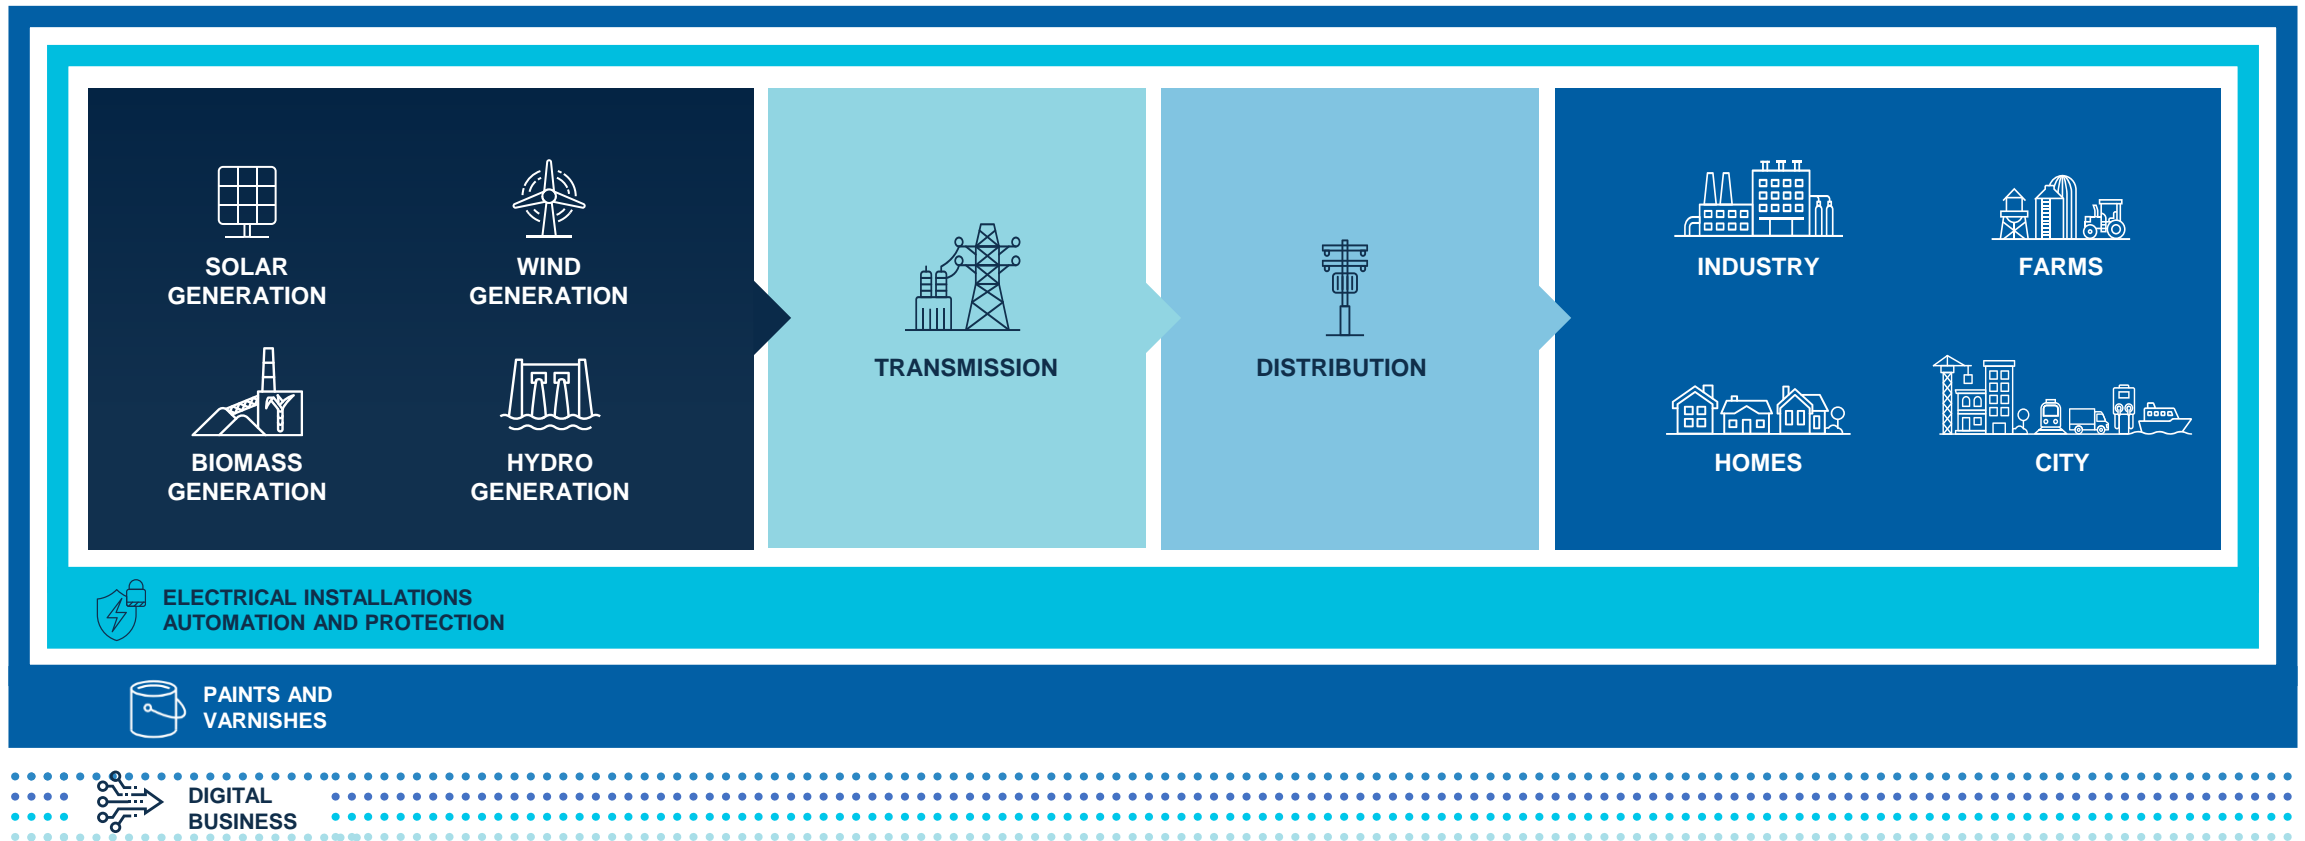 SOLAR
GENERATION
WIND
GENERATION
BIOMASS
GENERATION
HYDRO
GENERATION
TRANSMISSION
DISTRIBUTION
INDUSTRY
FARMS
HOMES
CITY
ELECTRICAL INSTALLATIONS
AUTOMATION AND PROTECTION
PAINTS AND
VARNISHES
DIGITAL
BUSINESS